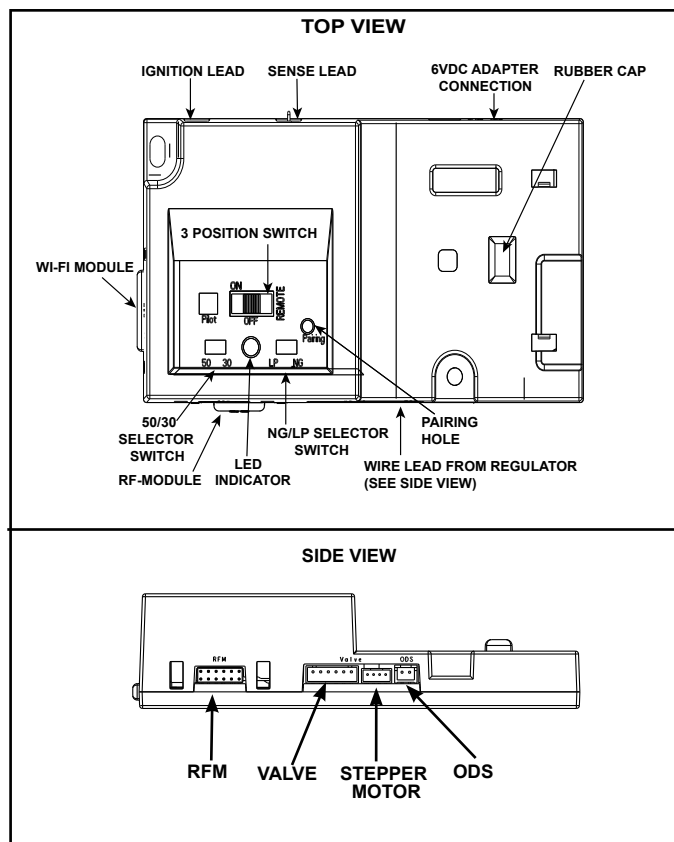 TOP VIEW
IGNITION LEAD
SENSE LEAD
6VDC ADAPTER
CONNECTION
RUBBER CAP
3 POSITION SWITCH
WI-FI MODULE
ON
OFF
REMOTE
Pilot
Pairing
50 30
LP NG
50/30
SELECTOR
SWITCH
RF-MODULE
LED
INDICATOR
NG/LP SELECTOR
SWITCH
PAIRING
HOLE
WIRE LEAD FROM REGULATOR
(SEE SIDE VIEW)
SIDE VIEW
RFM
Valve
ODS
RFM
VALVE
STEPPER
MOTOR
ODS